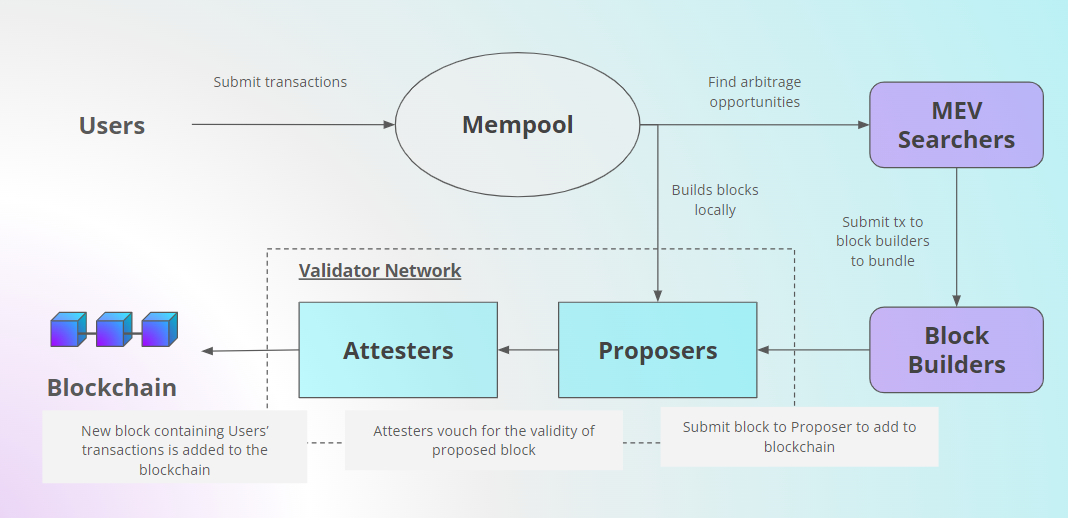 Submit transactions
Users
Mempool
Find arbitrage
opportunities
MEV
Searchers
Builds blocks
locally
Submit tx to
block builders
to bundle
Validator Network
Attesters
Proposers
Block
Builders
Blockchain
New block containing Users’
transactions is added to the
blockchain
Attesters vouch for the validity of
proposed block
Submit block to Proposer to add to
blockchain